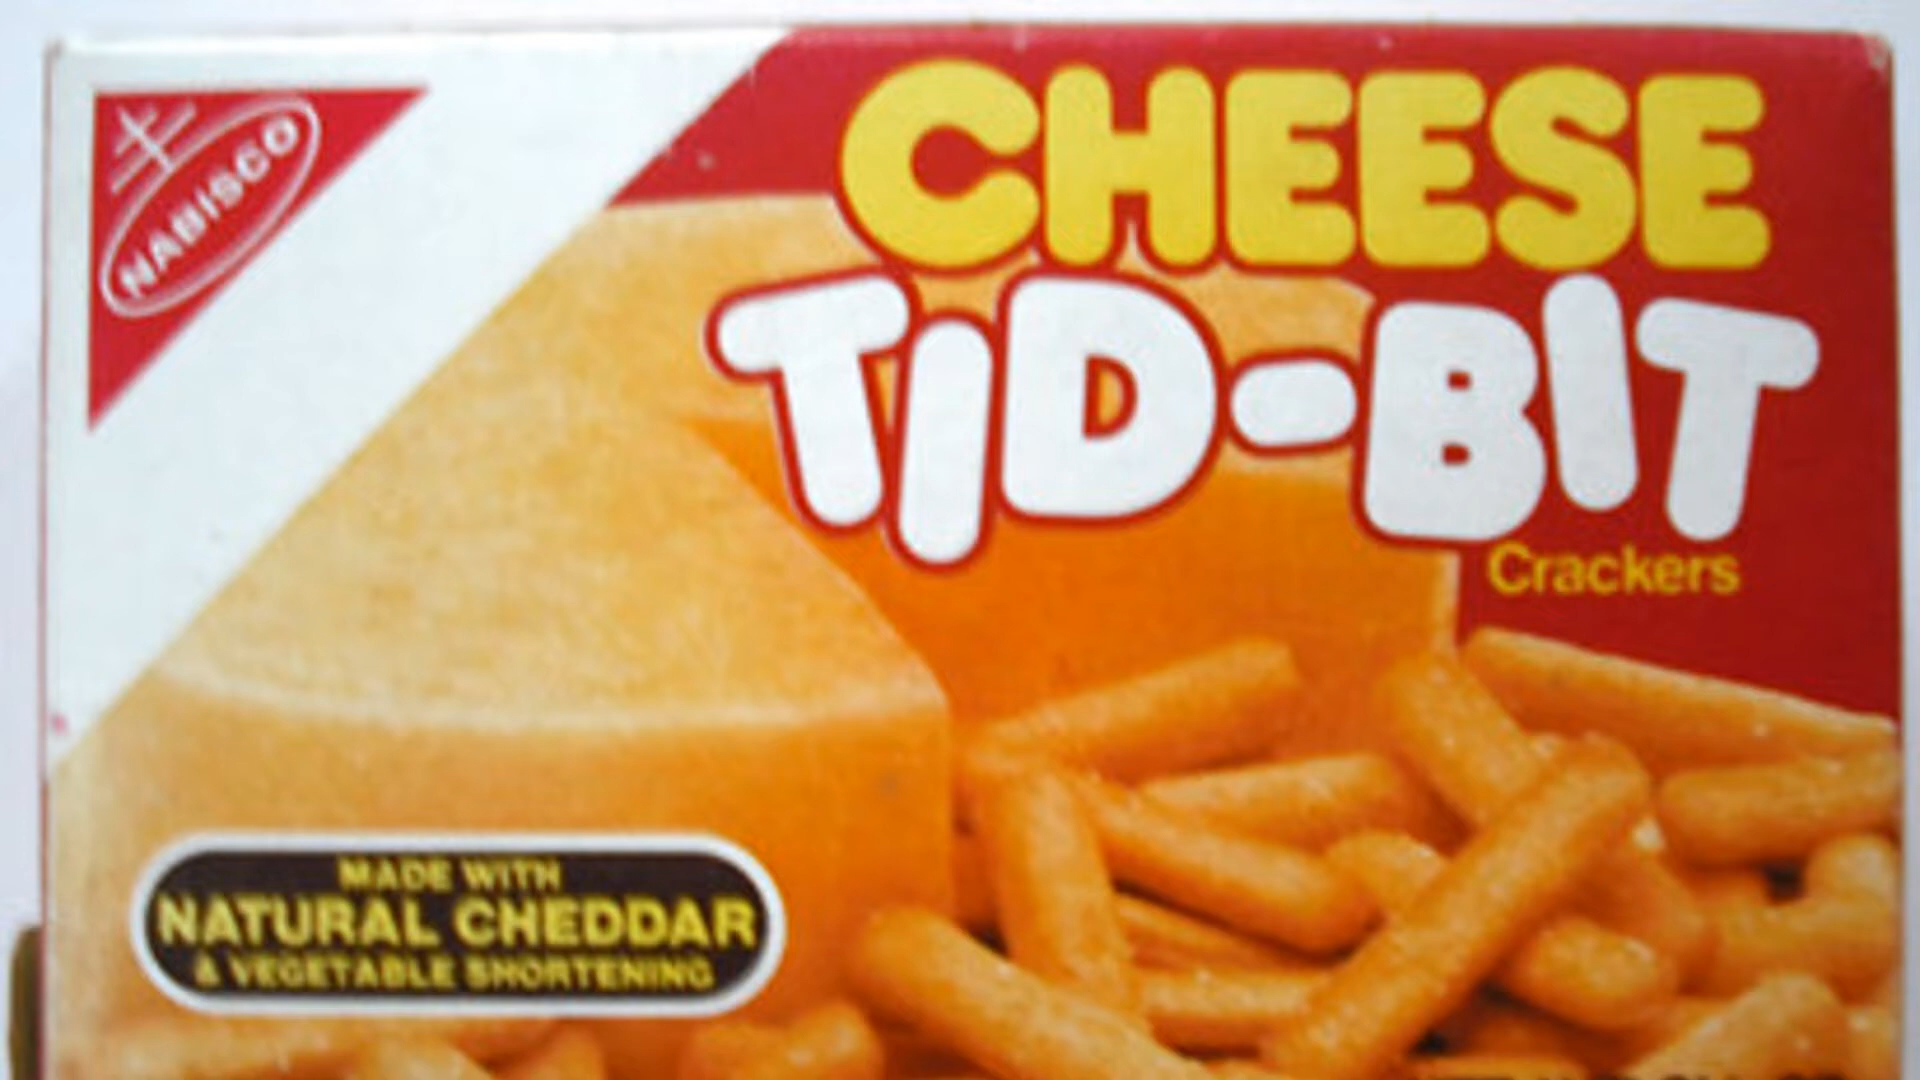 NABISCO
CHEESE
TID-BIT
Crackers
MADE WITH
NATURAL CHEDDAR
& VEGETABLE SHORTENING